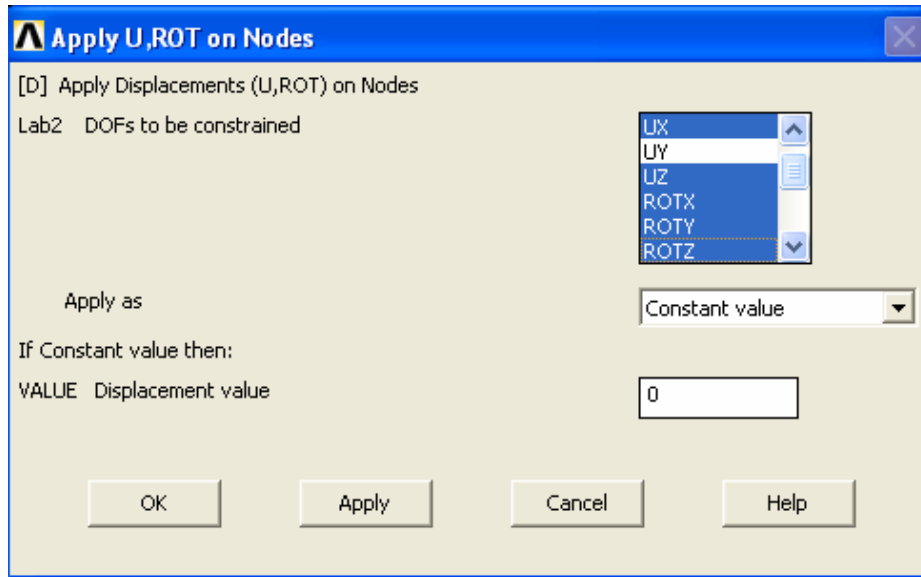 Apply U,ROT on Nodes
[D] Apply Displacements (U,ROT) on Nodes
Lab2 DOFs to be constrained
UX
UY
UZ
ROTX
ROTY
ROTZ
Apply as
Constant value
If Constant value then:
VALUE Displacement value
0
OK Apply Cancel Help